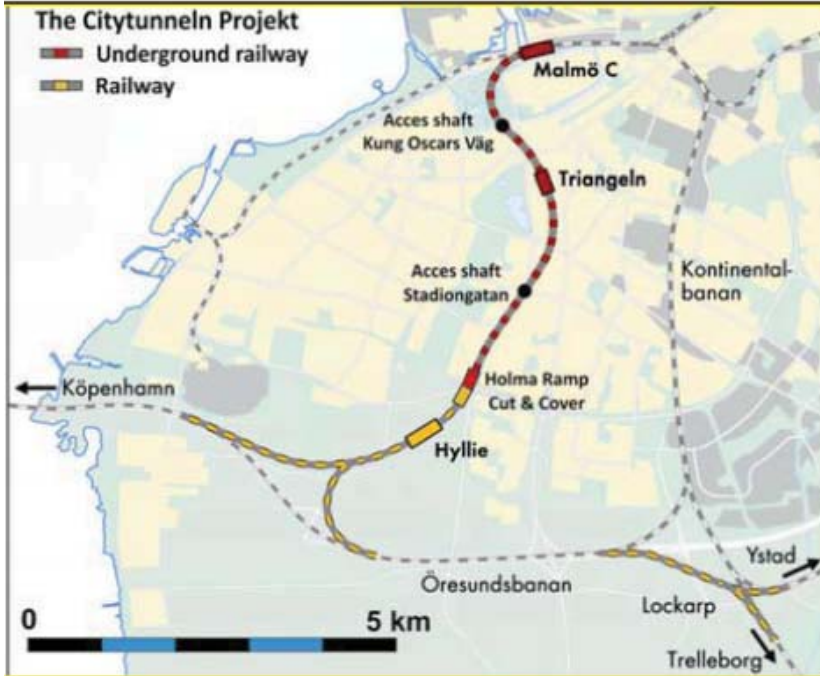 The Citytunneln Projekt
Underground railway
Railway
Malmö C
Acces shaft
Kung Oscars Väg
Triangeln
Kontinental-
banan
Acces shaft
Stadiongatan
Köpenhamn
Holma Ramp
Cut & Cover
Hyllie
Öresundsbanan
Ystad
Lockarp
0 5 km
Trelleborg